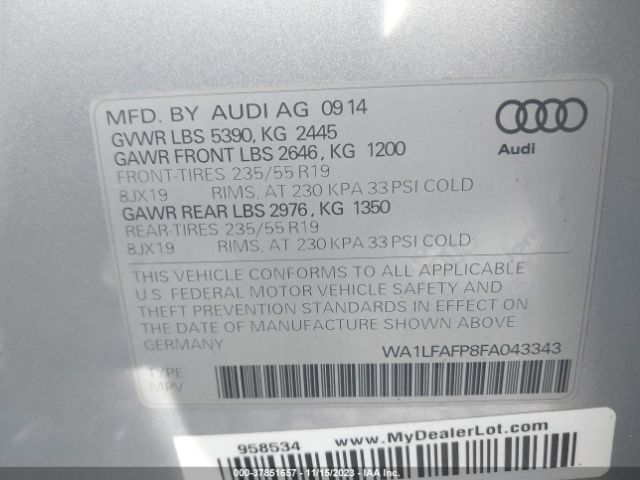 MFD. BY AUDI AG 09 14
GVWR LBS 5390, KG 2445
GAWR FRONT LBS 2646, KG 1200
FRONT-TIRES 235/55 R19
8JX19 RIMS, AT 230 KPA 33 PSI COLD
GAWR REAR LBS 2976, KG 1350
REAR-TIRES 235/55 R19
8JX19 RIMS, AT 230 KPA 33 PSI COLD
Audi
THIS VEHICLE CONFORMS TO ALL APPLICABLE
U.S. FEDERAL MOTOR VEHICLE SAFETY AND
THEFT PREVENTION STANDARDS IN EFFECT ON
THE DATE OF MANUFACTURE SHOWN ABOVE.
GERMANY
WA1LFAFP8FA043343
TYPE
MPV
958534 www.MyDealerLot.com
000-37851657 - 11/15/2023 - IAA Inc.